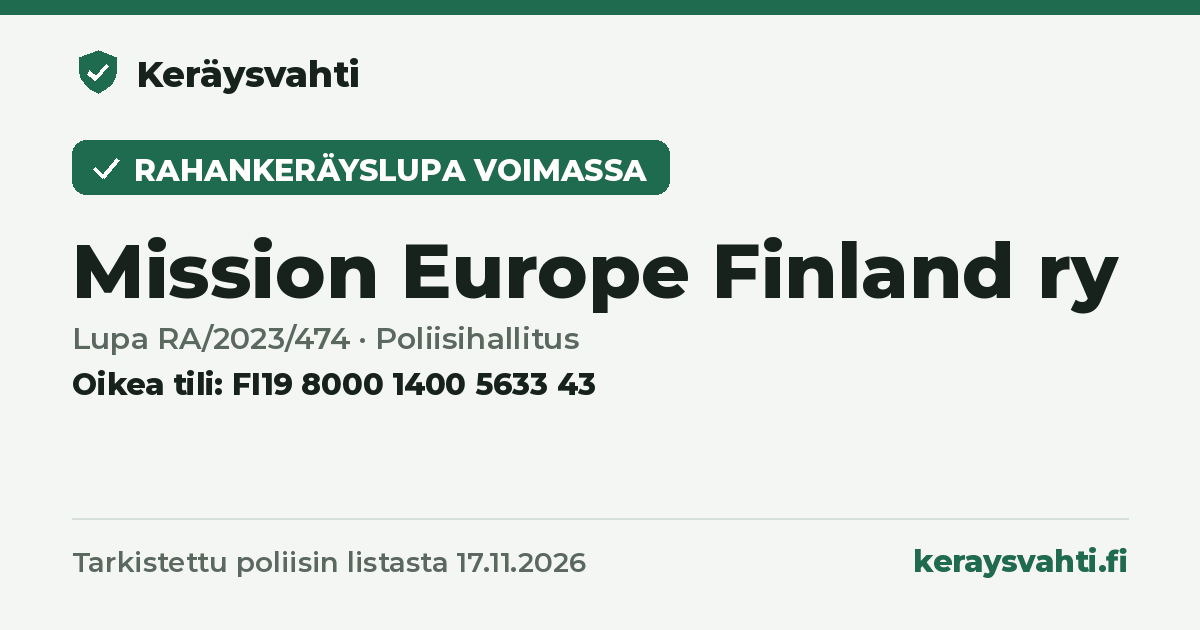 Keräysvahti
RAHANKERÄYSLUPA VOIMASSA
Mission Europe Finland ry
Lupa RA/2023/474 · Poliisihallitus
Oikea tili: FI19 8000 1400 5633 43
Tarkistettu poliisin listasta 17.11.2026
keraysvahti.fi